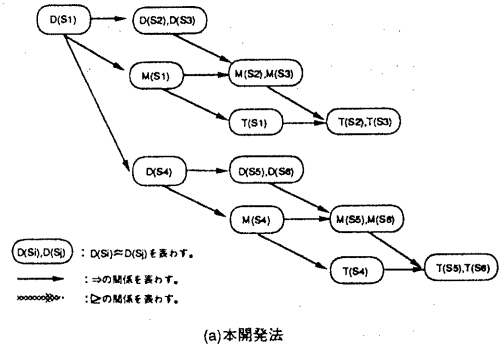 D(S1)
D(S2),D(S3)
M(S1)
M(S2),M(S3)
T(S1)
T(S2),T(S3)
D(S4)
D(S5),D(S6)
M(S4)
M(S5),M(S6)
T(S4)
T(S5),T(S6)
D(Si),D(Sj)
:D(Si)≈D(Sj)を表わす。
:⇒の関係を表わす。
:≥の関係を表わす。
(a)本開発法